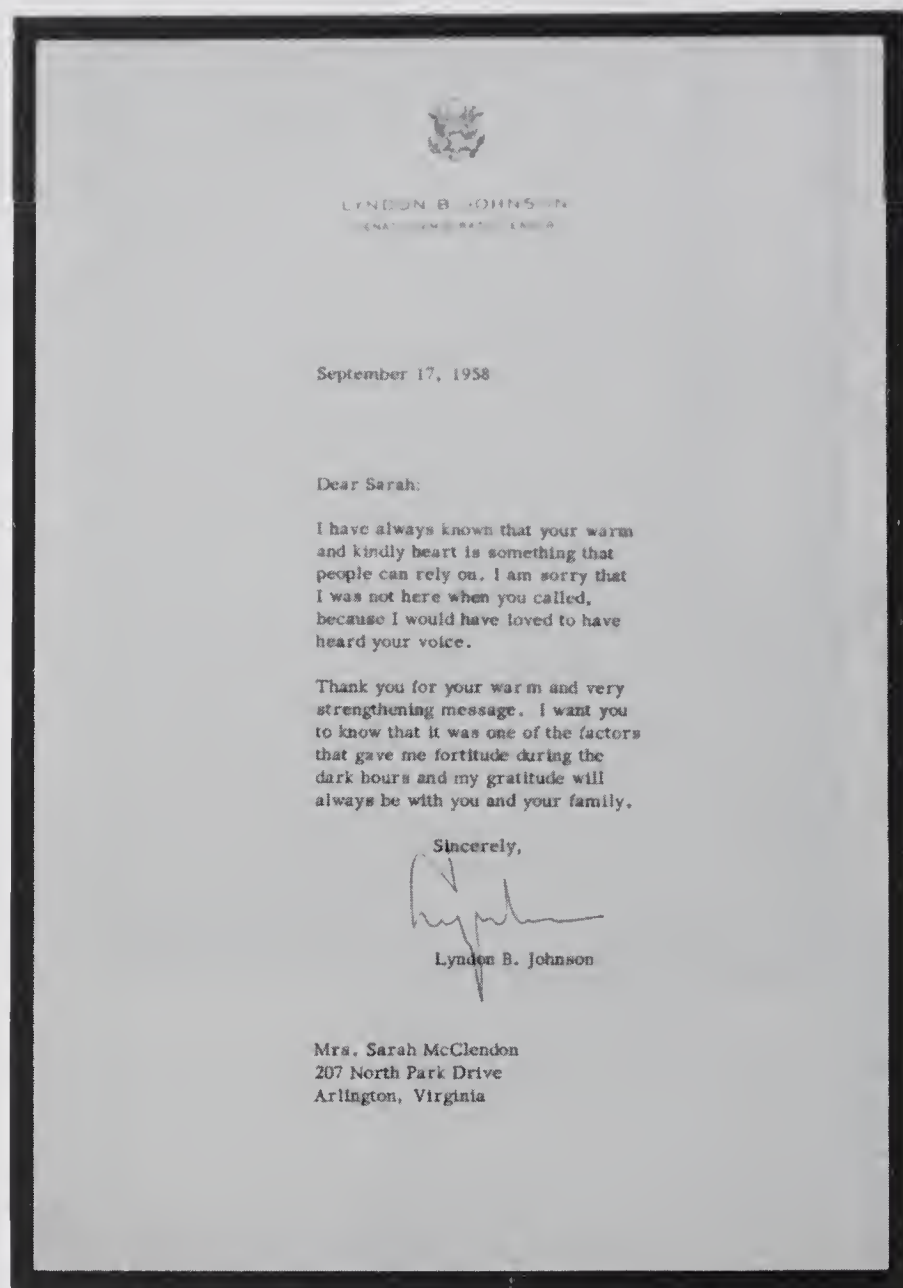 LYNDON B. JOHNSON
September 17, 1958
Dear Sarah:
I have always known that your warm
and kindly heart is something that
people can rely on. I am sorry that
I was not here when you called,
because I would have loved to have
heard your voice.
Thank you for your warm and very
strengthening message. I want you
to know that it was one of the factors
that gave me fortitude during the
dark hours and my gratitude will
always be with you and your family.
Sincerely,
Lyndon
Lyndon B. Johnson
Mrs. Sarah McClendon
207 North Park Drive
Arlington, Virginia